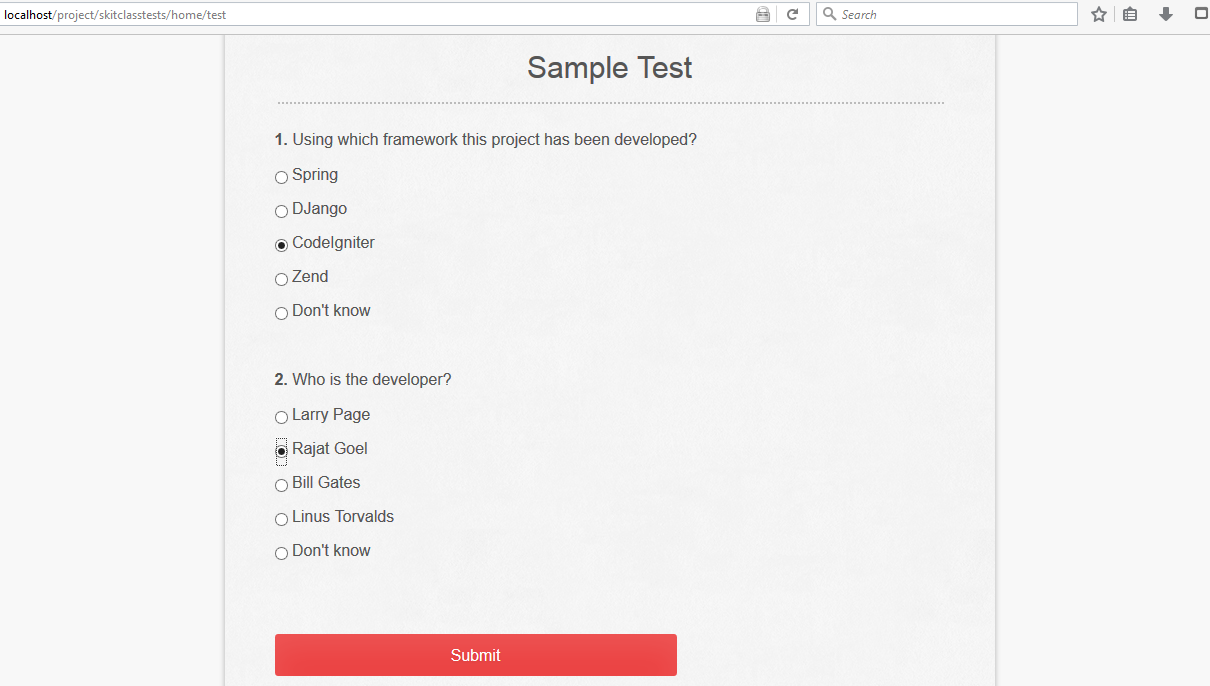 localhost/project/skitclasstests/home/test
Search
Sample Test
1. Using which framework this project has been developed?
Spring
DJango
CodeIgniter
Zend
Don't know
2. Who is the developer?
Larry Page
Rajat Goel
Bill Gates
Linus Torvalds
Don't know
Submit